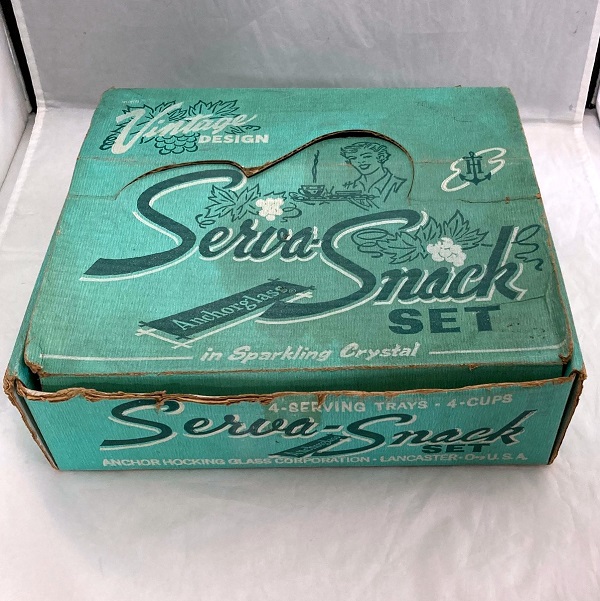 Vintage
DESIGN
Serva-Snack
SET
Anchorglass®
in Sparkling Crystal
4-SERVING TRAYS - 4-CUPS
Serva-Snack
SET
ANCHOR HOCKING GLASS CORPORATION - LANCASTER - O., U.S.A.